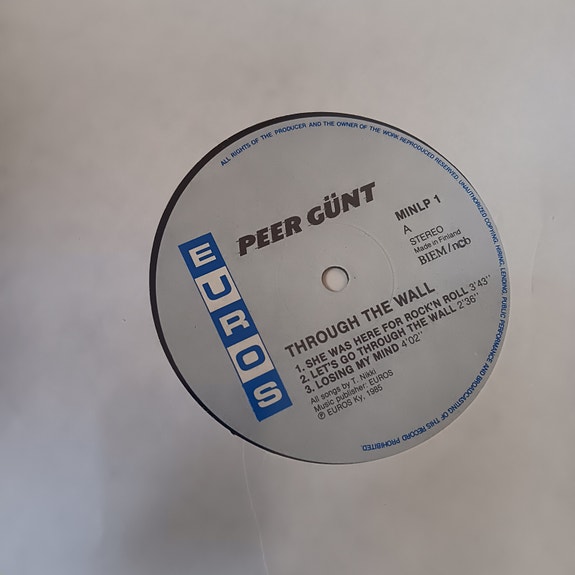 ALL RIGHTS OF THE PRODUCER AND THE OWNER OF THE WORK REPRODUCED RESERVED. UNAUTHORIZED COPYING, HIRING, LENDING, PUBLIC PERFORMANCE AND BROADCASTING OF THIS RECORD PROHIBITED.
PEER GÜNT
EUROS
MINLP 1
A
STEREO
Made in Finland
BIEM/ncb
THROUGH THE WALL
1. SHE WAS HERE FOR ROCK'N ROLL 3'43''
2. LET'S GO THROUGH THE WALL 2'36''
3. LOSING MY MIND 4'02''
All songs by T. Nikki
Music publisher: EUROS
Ⓟ EUROS Ky, 1985